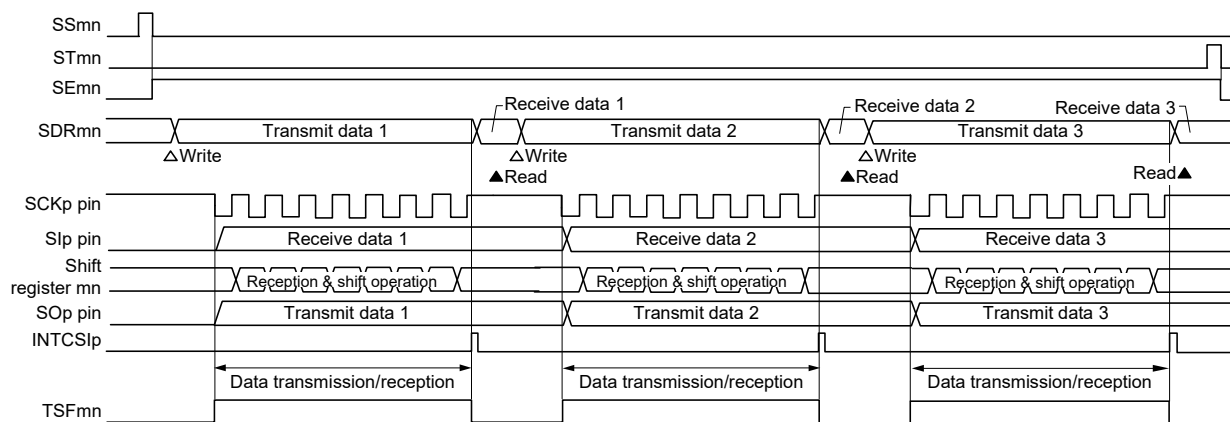 SSmn
STmn
SEmn
Receive data 1
Receive data 2
Receive data 3
SDRmn
Transmit data 1
Transmit data 2
Transmit data 3
△Write
△Write
△Write
▲Read
▲Read
Read▲
SCKp pin
SIp pin
Receive data 1
Receive data 2
Receive data 3
Shift
register mn
Reception & shift operation
Reception & shift operation
Reception & shift operation
SOp pin
Transmit data 1
Transmit data 2
Transmit data 3
INTCSIp
Data transmission/reception
Data transmission/reception
Data transmission/reception
TSFmn